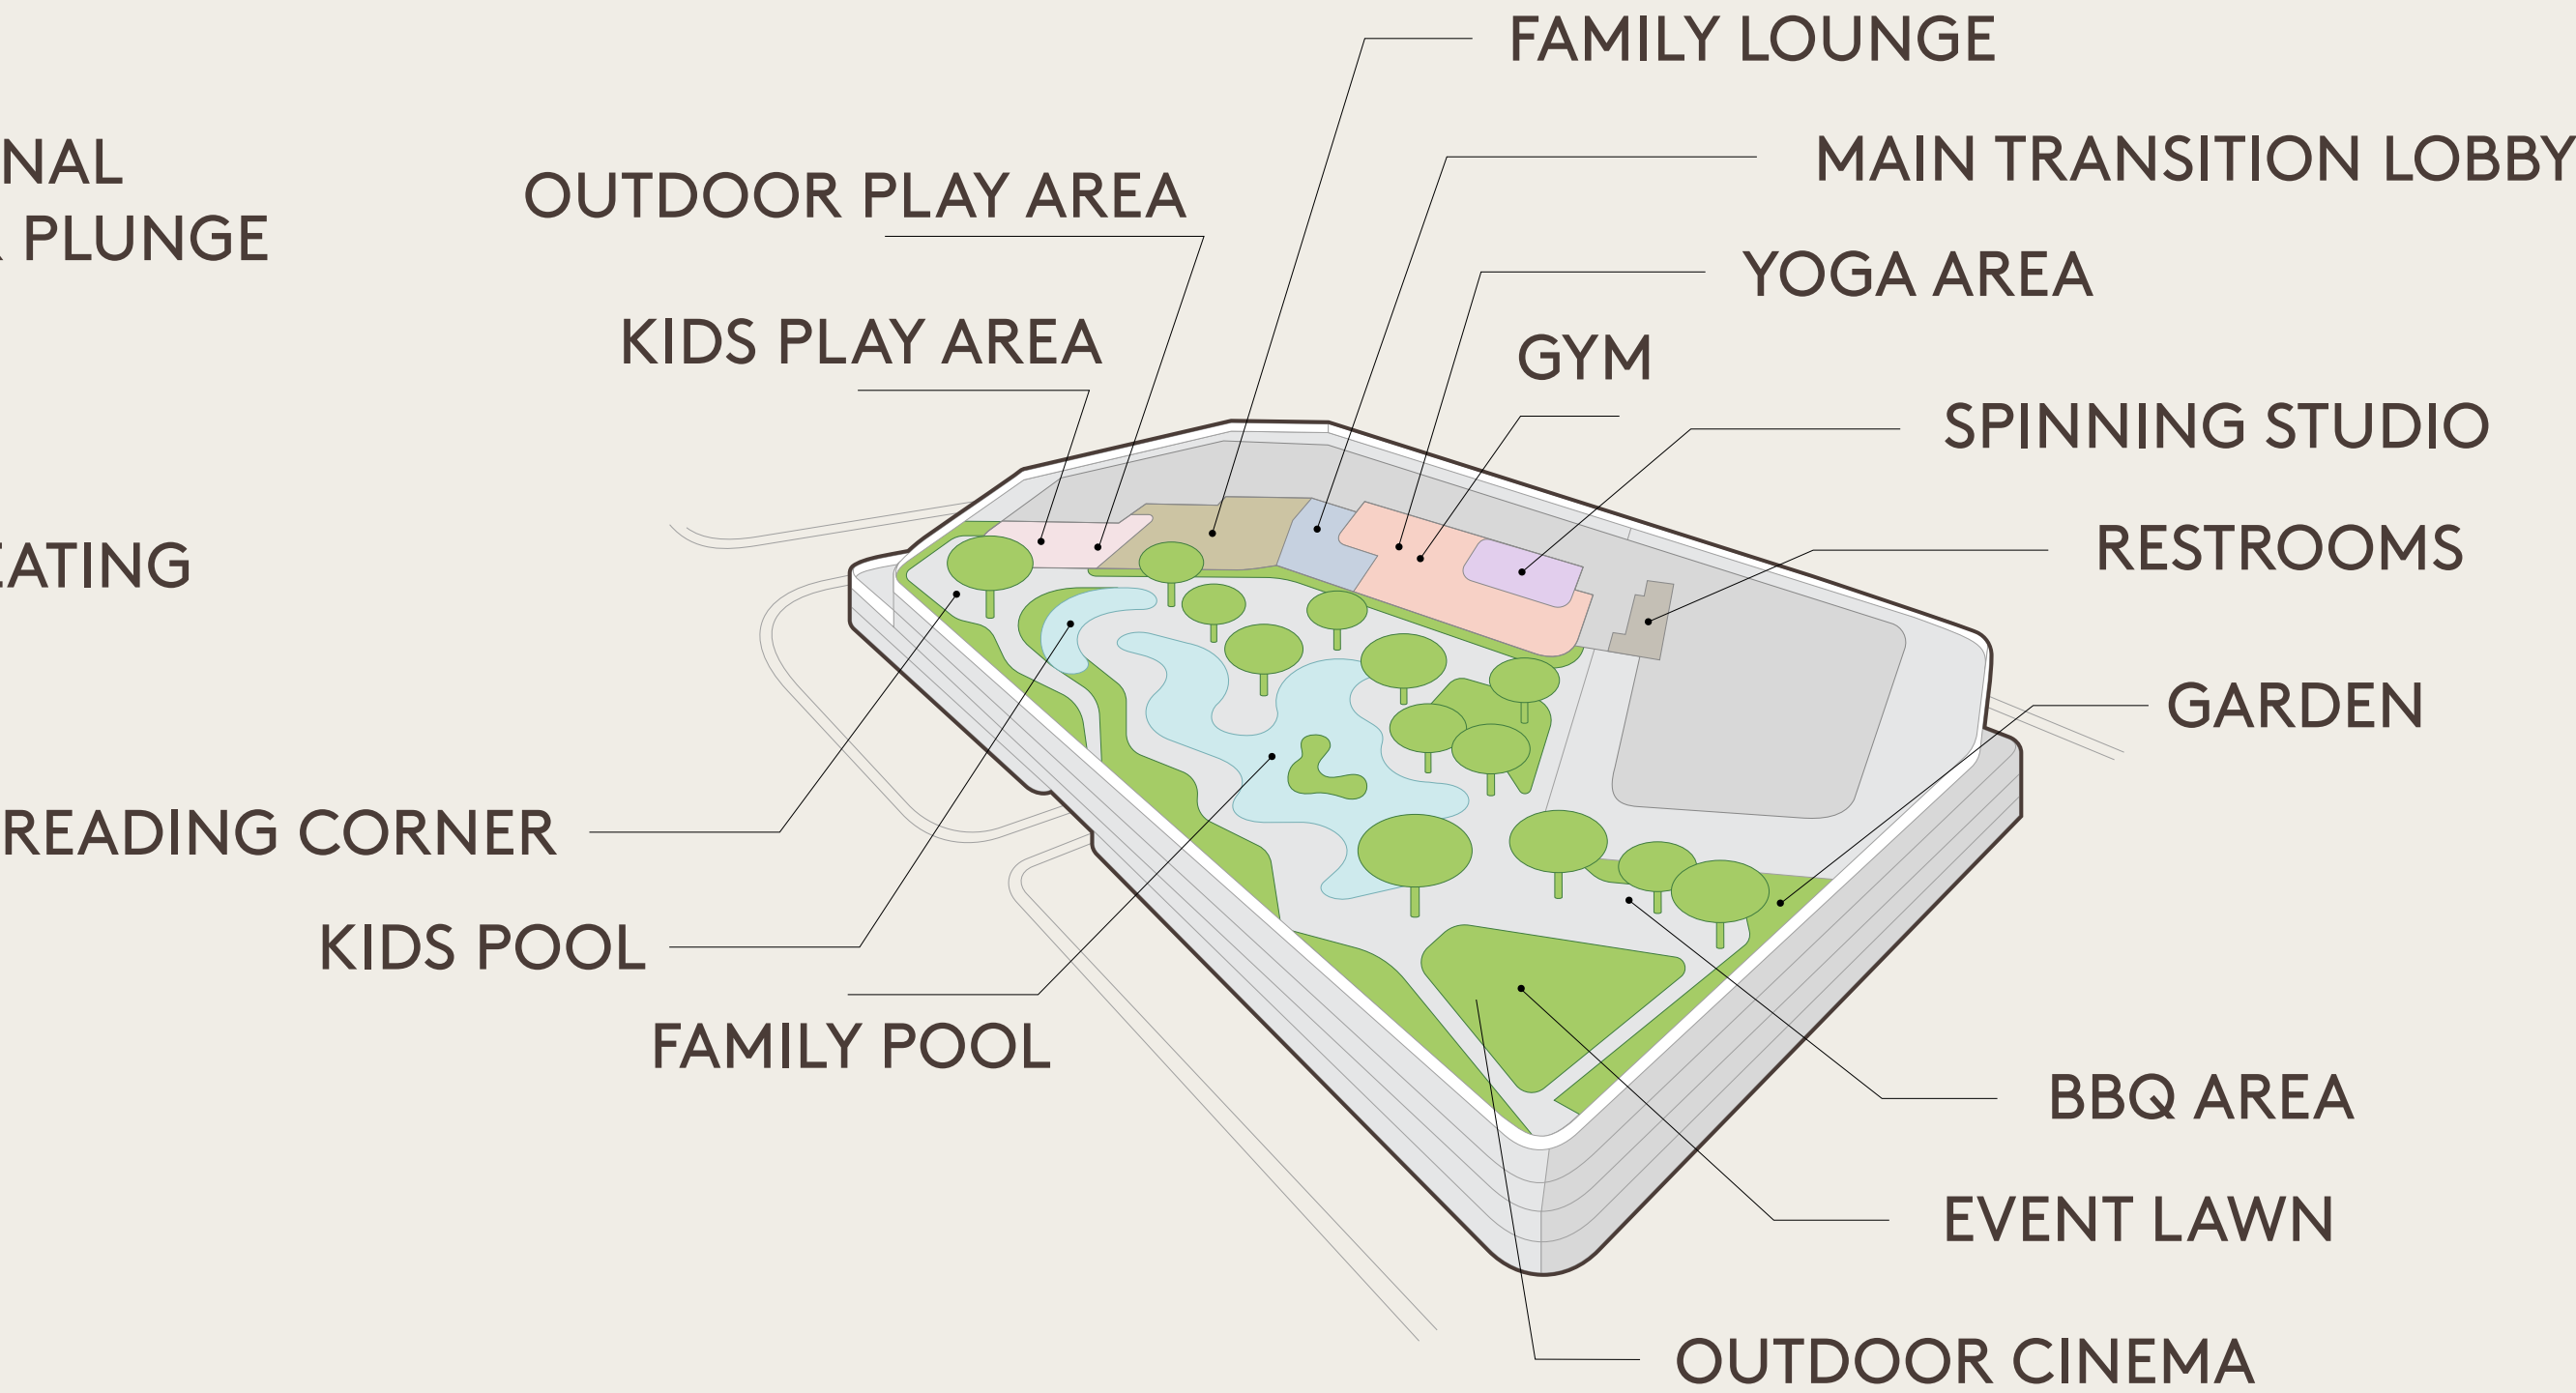 FAMILY LOUNGE
MAIN TRANSITION LOBBY
NAL
PLUNGE
OUTDOOR PLAY AREA
YOGA AREA
KIDS PLAY AREA
GYM
SPINNING STUDIO
RESTROOMS
EATING
GARDEN
READING CORNER
KIDS POOL
FAMILY POOL
BBQ AREA
EVENT LAWN
OUTDOOR CINEMA